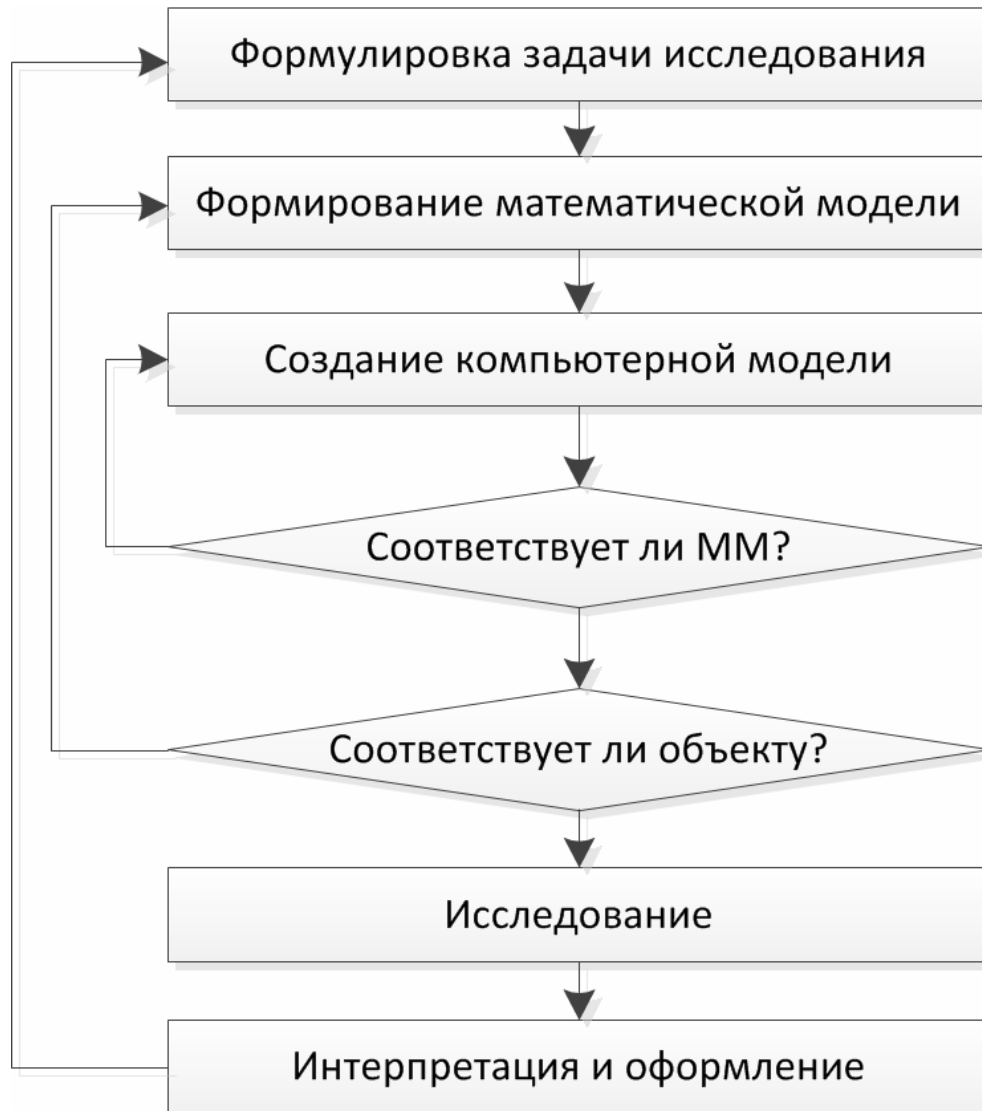 Формулировка задачи исследования
Формирование математической модели
Создание компьютерной модели
Соответствует ли ММ?
Соответствует ли объекту?
Исследование
Интерпретация и оформление